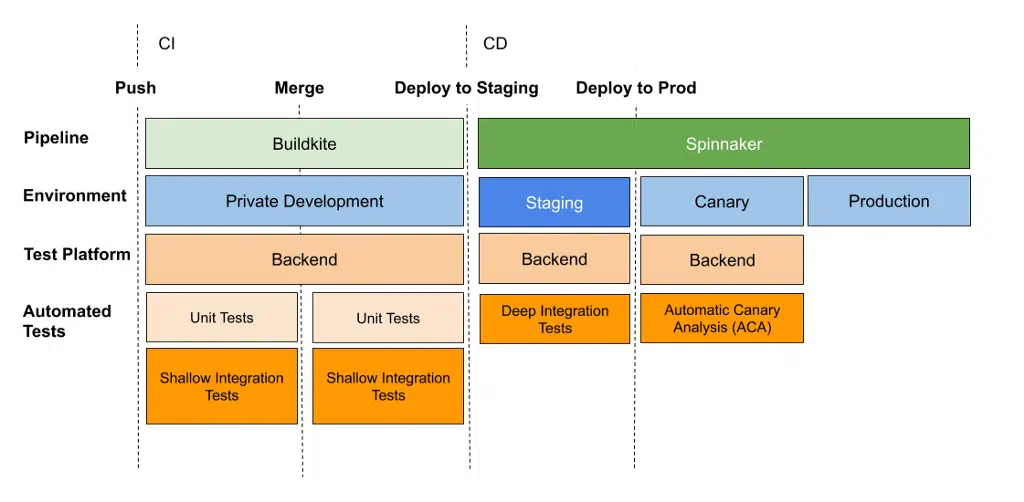 CI
CD
Push
Merge
Deploy to Staging
Deploy to Prod
Pipeline
Buildkite
Spinnaker
Environment
Private Development
Staging
Canary
Production
Test Platform
Backend
Backend
Backend
Automated
Tests
Unit Tests
Unit Tests
Deep Integration
Tests
Automatic Canary
Analysis (ACA)
Shallow Integration
Tests
Shallow Integration
Tests